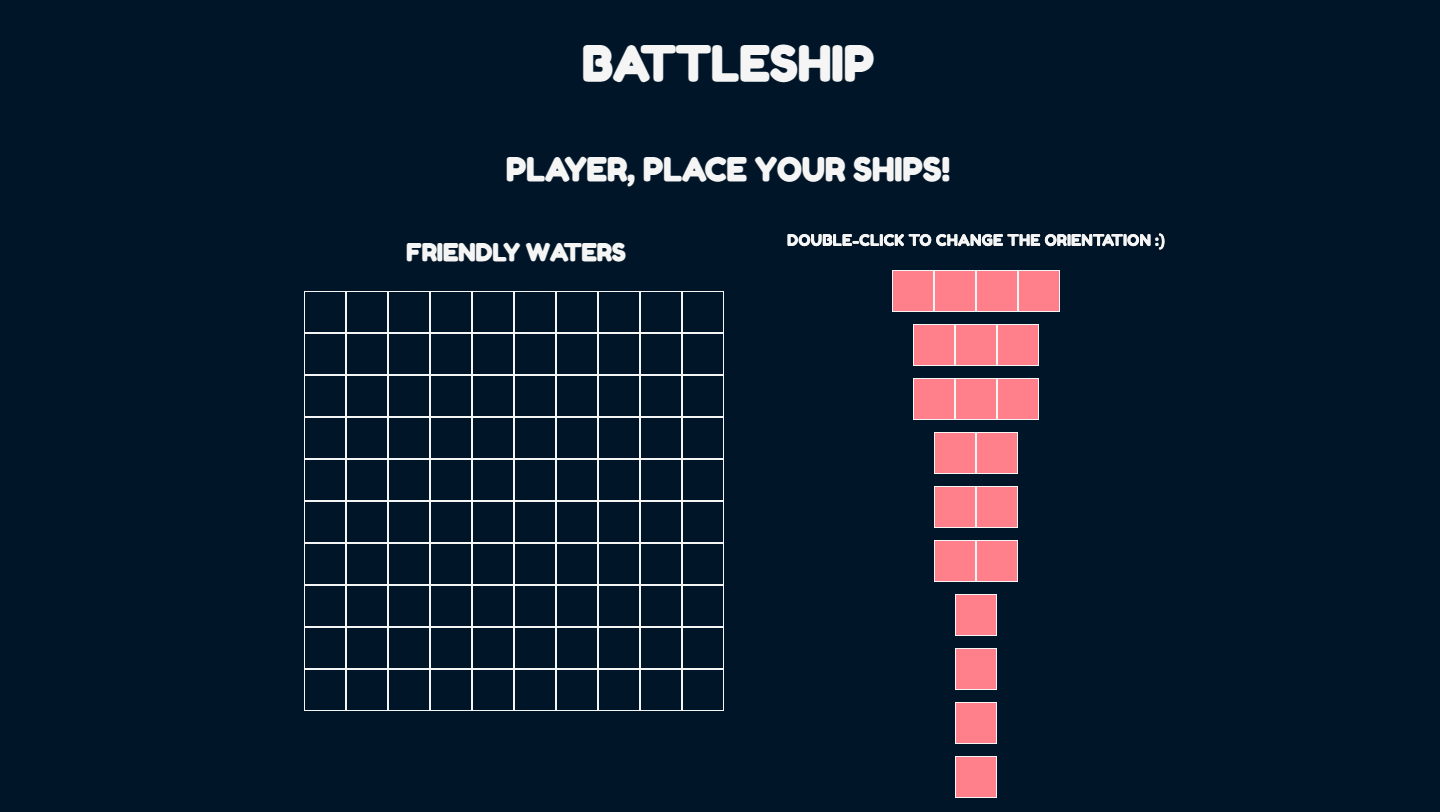 BATTLESHIP
PLAYER, PLACE YOUR SHIPS!
FRIENDLY WATERS
DOUBLE-CLICK TO CHANGE THE ORIENTATION :)